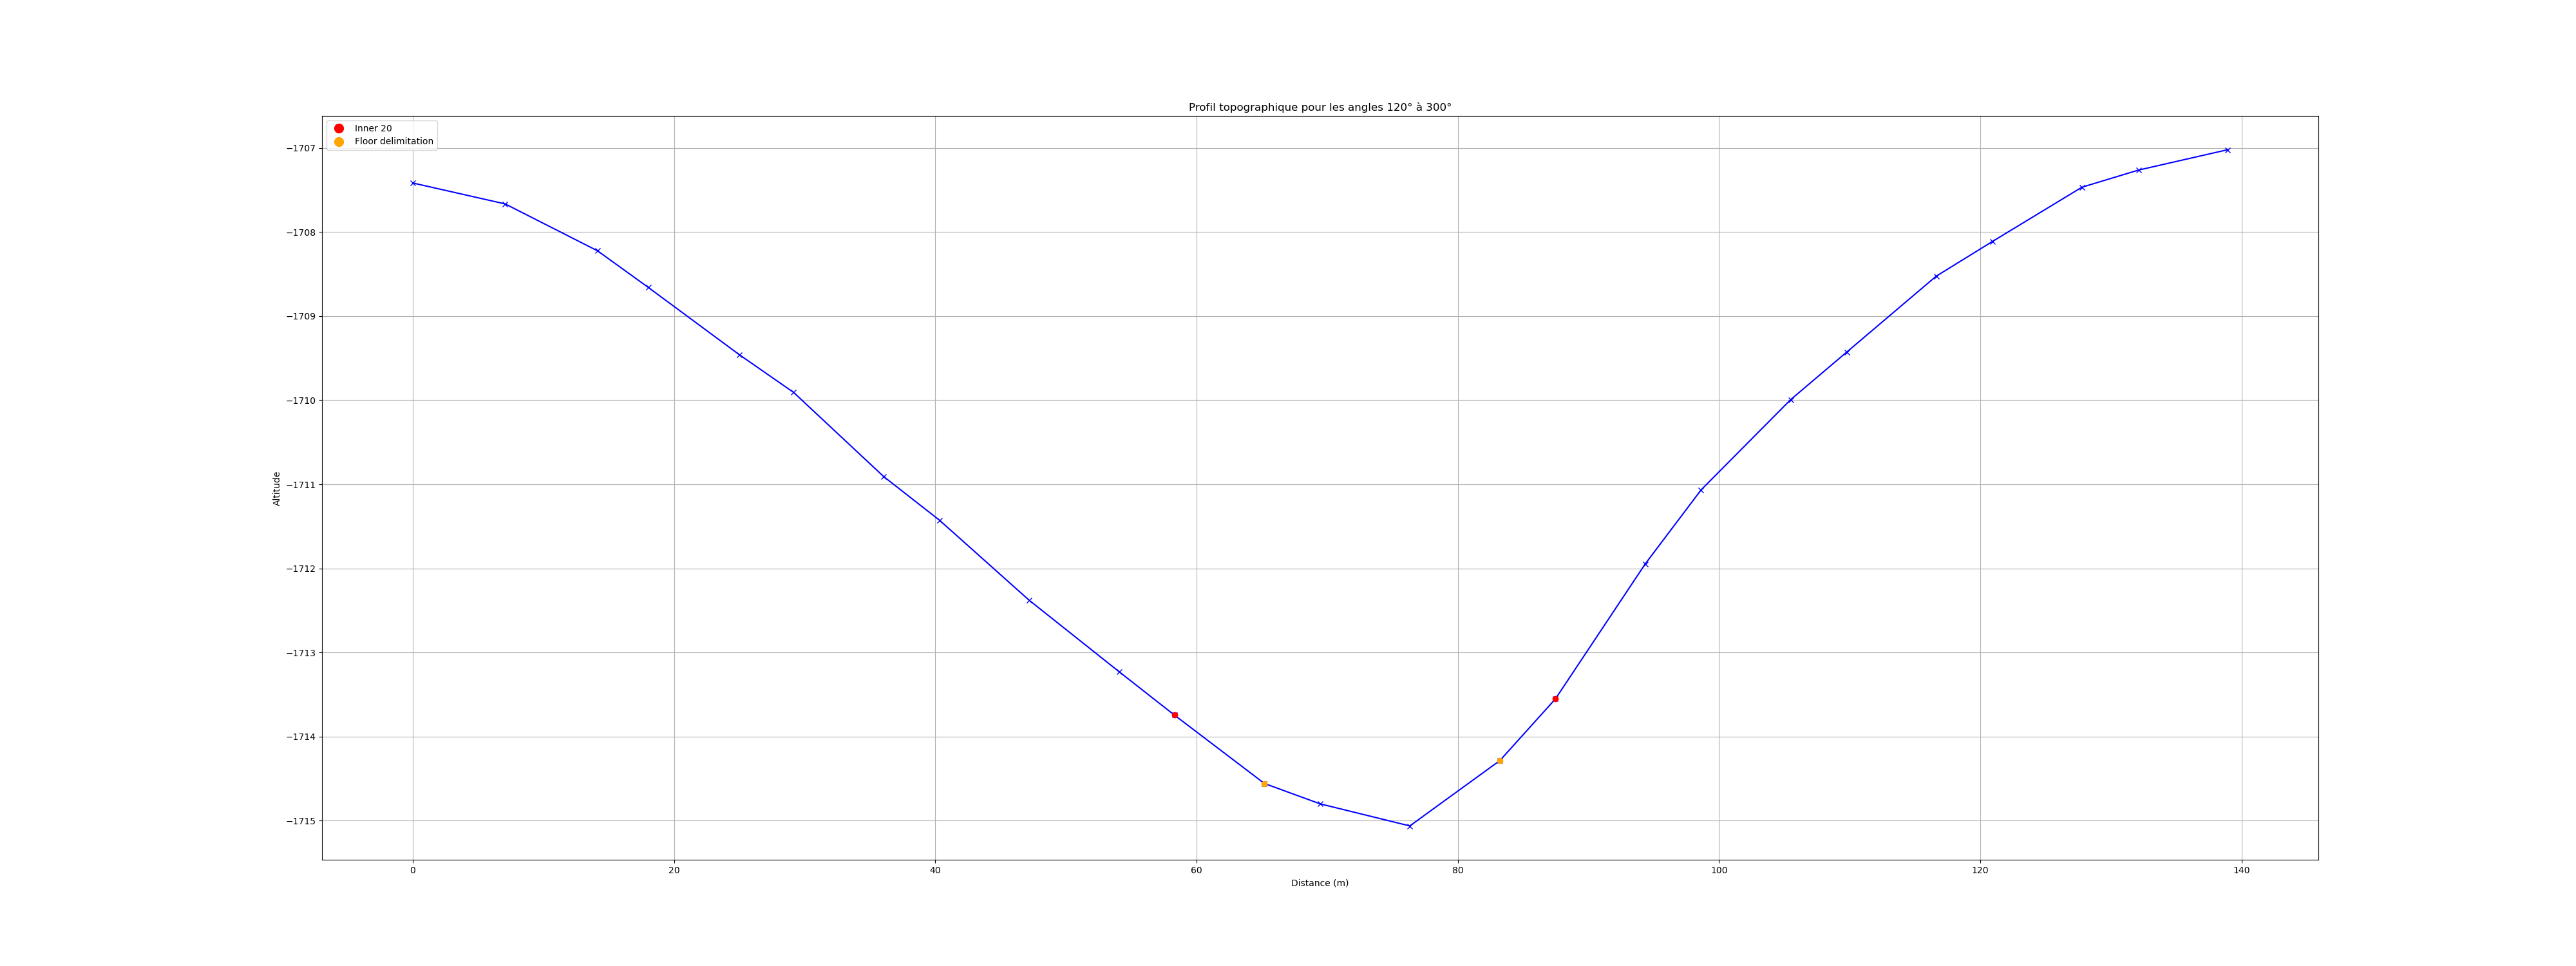 Profil topographique pour les angles 120° à 300°
Inner 20
Floor delimitation
−1707
−1708
−1709
−1710
−1711
−1712
−1713
−1714
−1715
Altitude
0 20 40 60 80 100 120 140
Distance (m)